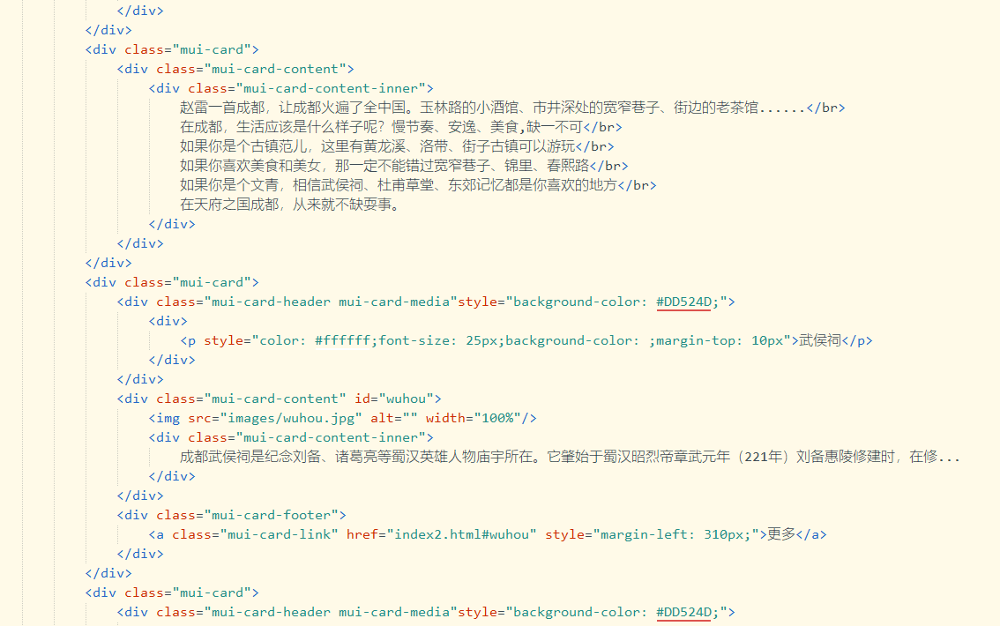 </div>
</div>
<div class="mui-card">
<div class="mui-card-content">
<div class="mui-card-content-inner">
赵雷一首成都，让成都火遍了全中国。玉林路的小酒馆、市井深处的宽窄巷子、街边的老茶馆......</br>
在成都，生活应该是什么样子呢？慢节奏、安逸、美食,缺一不可</br>
如果你是个古镇范儿，这里有黄龙溪、洛带、街子古镇可以游玩</br>
如果你喜欢美食和美女，那一定不能错过宽窄巷子、锦里、春熙路</br>
如果你是个文青，相信武侯祠、杜甫草堂、东郊记忆都是你喜欢的地方</br>
在天府之国成都，从来就不缺耍事。
</div>
</div>
</div>
<div class="mui-card">
<div class="mui-card-header mui-card-media"style="background-color: #DD524D;">
<div>
<p style="color: #ffffff;font-size: 25px;background-color: ;margin-top: 10px">武侯祠</p>
</div>
</div>
<div class="mui-card-content" id="wuhou">
<img src="images/wuhou.jpg" alt="" width="100%"/>
<div class="mui-card-content-inner">
成都武侯祠是纪念刘备、诸葛亮等蜀汉英雄人物庙宇所在。它肇始于蜀汉昭烈帝章武元年（221年）刘备惠陵修建时，在修...
</div>
</div>
<div class="mui-card-footer">
<a class="mui-card-link" href="index2.html#wuhou" style="margin-left: 310px;">更多</a>
</div>
</div>
<div class="mui-card">
<div class="mui-card-header mui-card-media"style="background-color: #DD524D;">